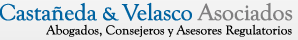 Castañeda & Velasco Asociados
Abogados, Consejeros y Asesores Regulatorios